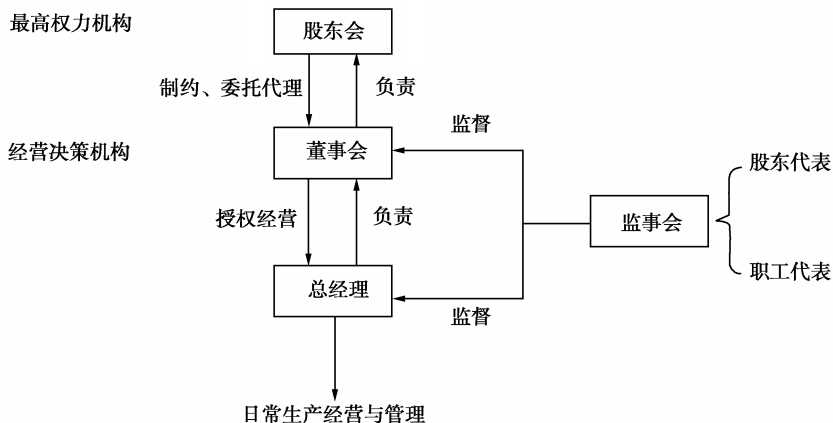 最高权力机构
股东会
制约、委托代理
负责
监督
经营决策机构
董事会
股东代表
授权经营
负责
监事会
职工代表
总经理
监督
日常生产经营与管理